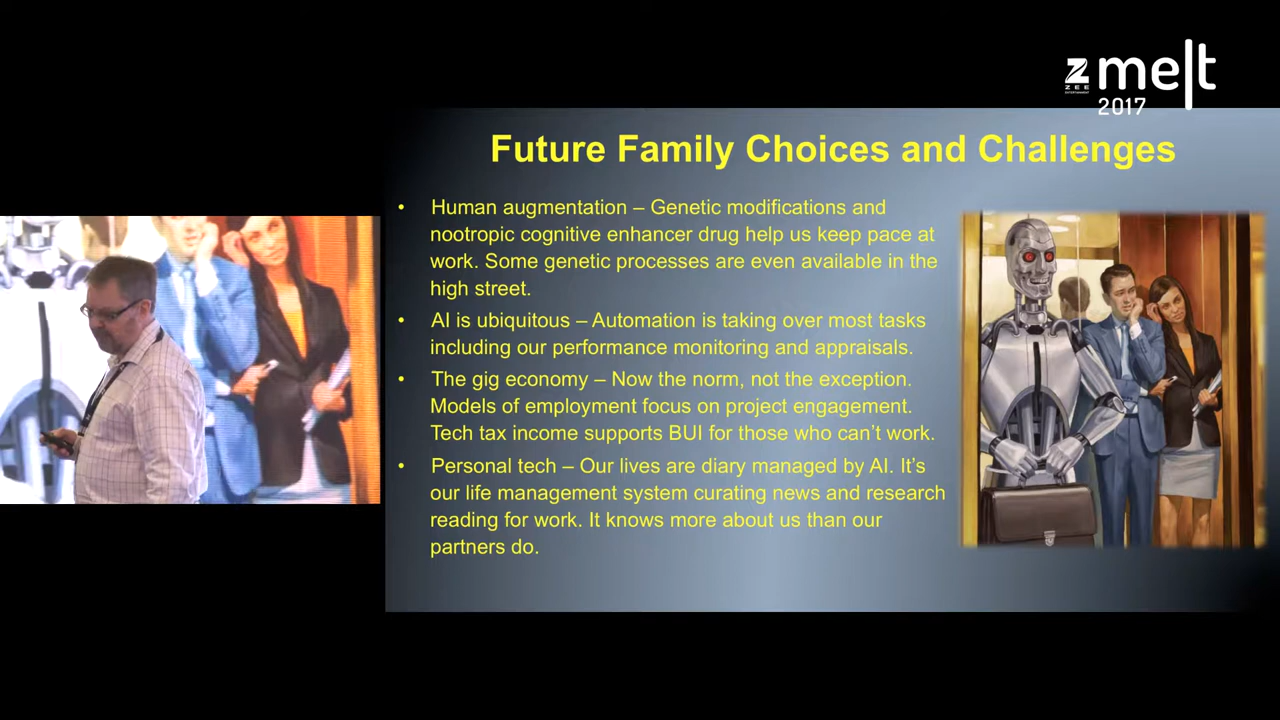 ZEE
ENTERTAINMENT
melt
2017
Future Family Choices and Challenges
• Human augmentation – Genetic modifications and
nootropic cognitive enhancer drug help us keep pace at
work. Some genetic processes are even available in the
high street.
• AI is ubiquitous – Automation is taking over most tasks
including our performance monitoring and appraisals.
• The gig economy – Now the norm, not the exception.
Models of employment focus on project engagement.
Tech tax income supports BUI for those who can’t work.
• Personal tech – Our lives are diary managed by AI. It’s
our life management system curating news and research
reading for work. It knows more about us than our
partners do.